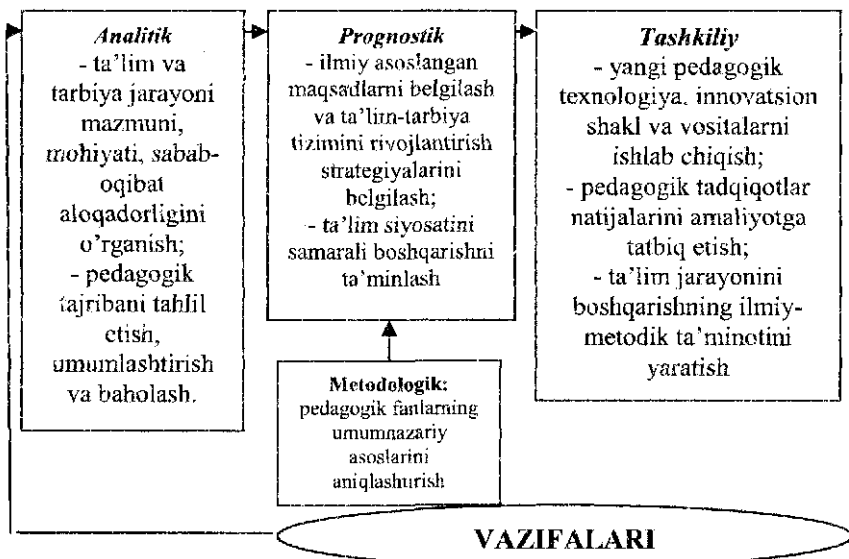 Analitik
- ta'lim va
tarbiya jarayoni
mazmuni,
mohiyati, sabab-
oqibat
aloqadorligini
o'rganish;
- pedagogik
tajribani tahlil
etish,
umumlashtirish
va baholash.
Prognostik
- ilmiy asoslangan
maqsadlarni belgilash
va ta'lim-tarbiya
tizimini rivojlantirish
strategiyalarini
belgilash;
- ta'lim siyosatini
samarali boshqarishni
ta'minlash
Tashkiliy
- yangi pedagogik
texnologiya, innovatsion
shakl va vositalarni
ishlab chiqish;
- pedagogik tadqiqotlar
natijalarini amaliyotga
tatbiq etish;
- ta'lim jarayonini
boshqarishning ilmiy-
metodik ta'minotini
yaratish
Metodologik:
pedagogik fanlarning
umumnazariy
asoslarini
aniqlashtirish
VAZIFALARI